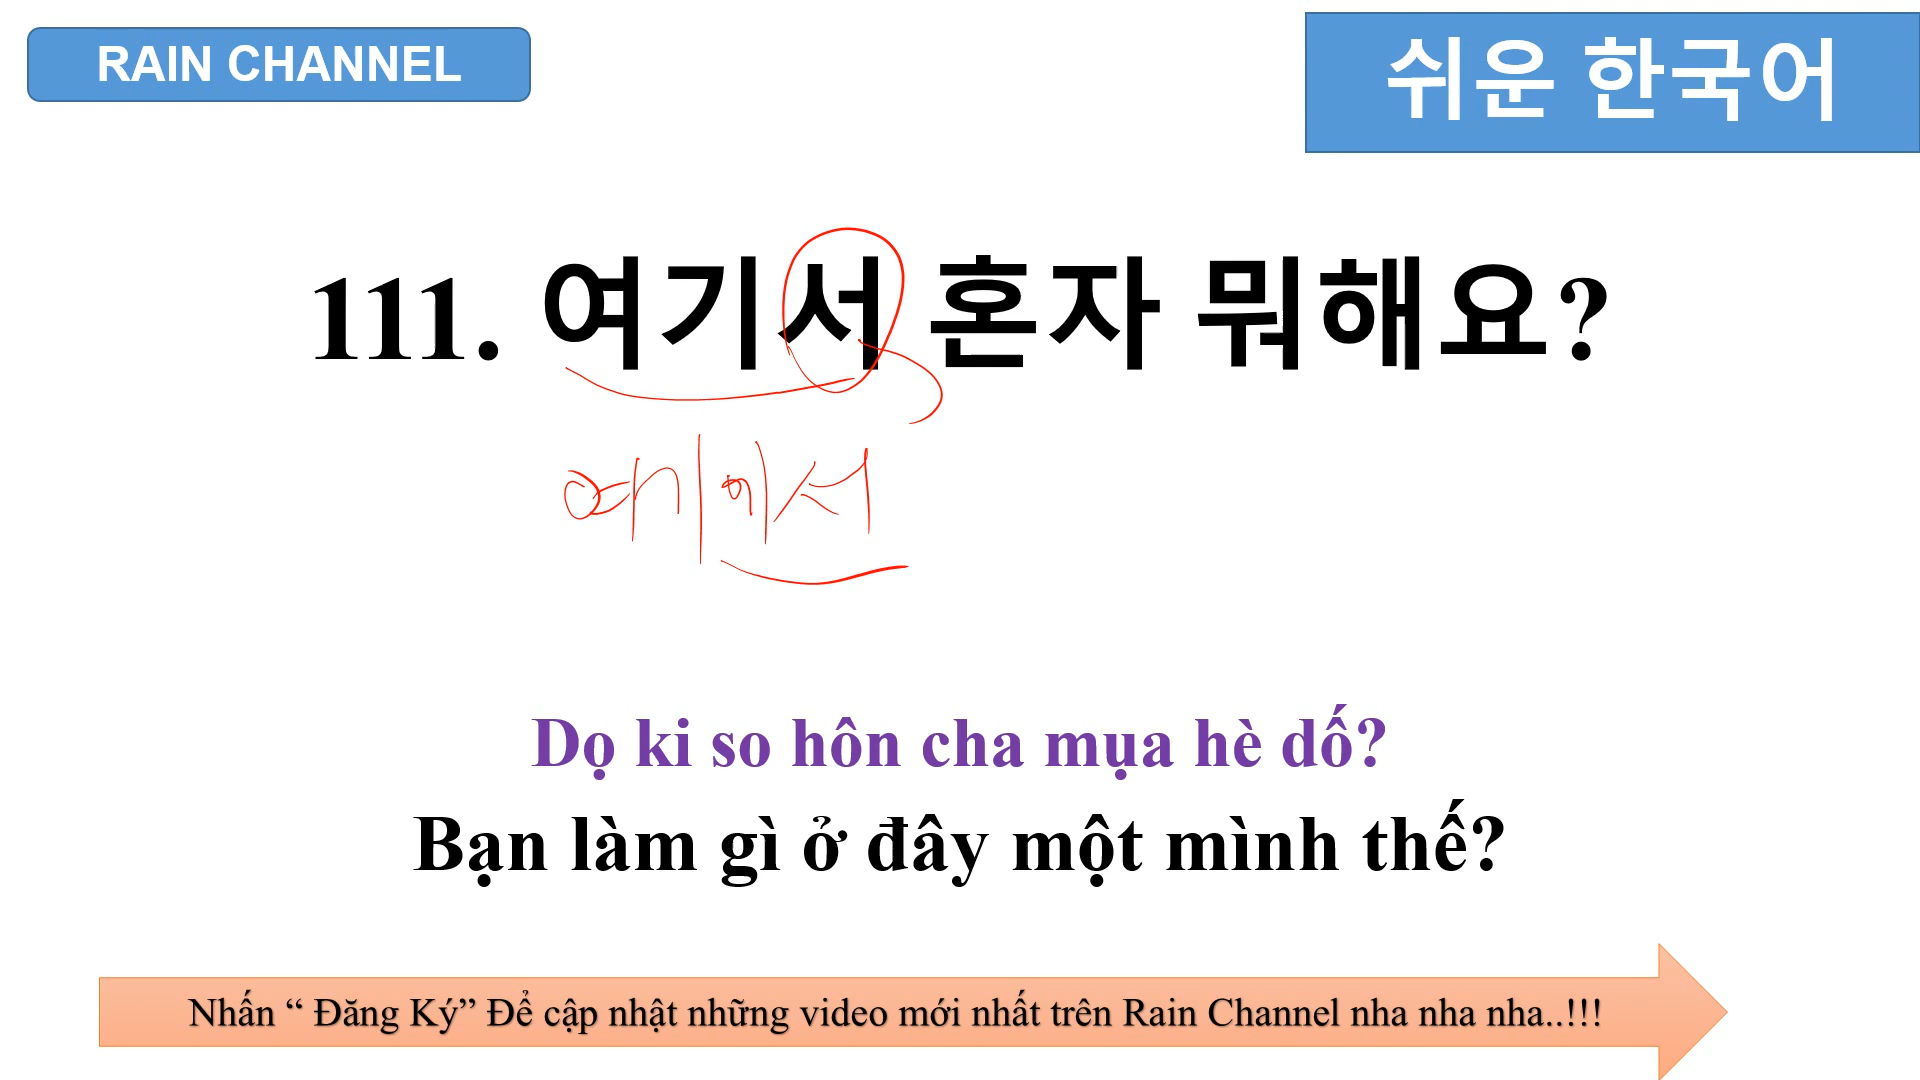 RAIN CHANNEL
쉬운 한국어
111. 여기서 혼자 뭐해요?
여기에서
Dọ ki so hôn cha mụa hè dố?
Bạn làm gì ở đây một mình thế?
Nhấn “ Đăng Ký” Để cập nhật những video mới nhất trên Rain Channel nha nha nha..!!!